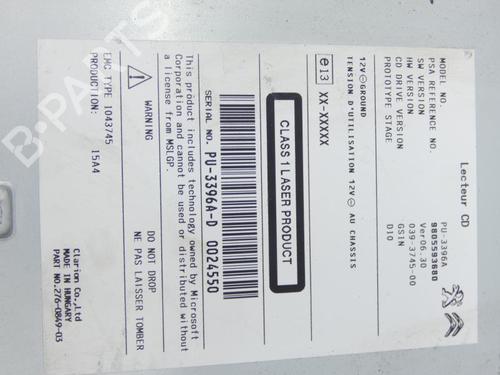 Lecteur CD
MODEL NO. PU-3396A
PSA REFERENCE NO. 9805593680
SW VERSION Ver06.30
HW VERSION 039-3745-00
CD DRIVE VERSION GS1N
PROTOTYPE STAGE D10
12V⎓GROUND
TENSION D'UTILISATION 12V⎓ AU CHASSIS
e13 XX-XXXXX
CLASS 1 LASER PRODUCT
SERIAL NO. PU-3396A-D 0024550
This product includes technology owned by Microsoft
Corporation and cannot be used or distributed without
a license from MSLGP.
WARNING
DO NOT DROP
NE PAS LAISSER TOMBER
EMC TYPE 1043745
PRODUCTION: 15A4
Clarion Co.,Ltd
MADE IN HUNGARY
PART NO.276-0849-03
B-PARTS